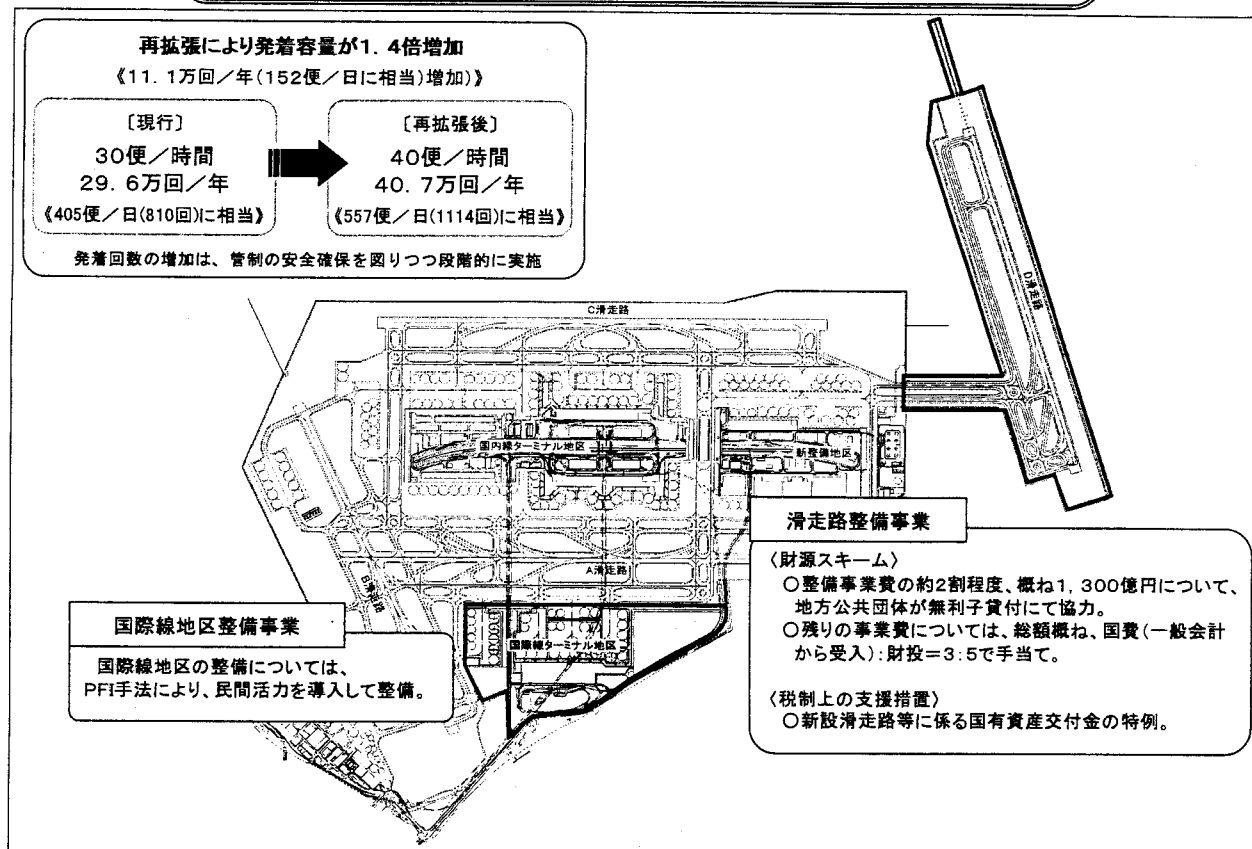 再拡張により発着容量が1.4倍増加
《11.1万回/年(152便/日に相当)増加)》
〔現行〕
30便/時間
29.6万回/年
《405便/日(810回)に相当》
〔再拡張後〕
40便/時間
40.7万回/年
《557便/日(1114回)に相当》
発着回数の増加は、管制の安全確保を図りつつ段階的に実施
C滑走路
D滑走路
国内線ターミナル地区
新整備地区
A滑走路
B滑走路
国際線ターミナル地区
国際線地区整備事業
国際線地区の整備については、
PFI手法により、民間活力を導入して整備。
滑走路整備事業
〈財源スキーム〉
○整備事業費の約2割程度、概ね1,300億円について、
地方公共団体が無利子貸付にて協力。
○残りの事業費については、総額概ね、国費(一般会計
から受入):財投=3:5で手当て。
〈税制上の支援措置〉
○新設滑走路等に係る国有資産交付金の特例。